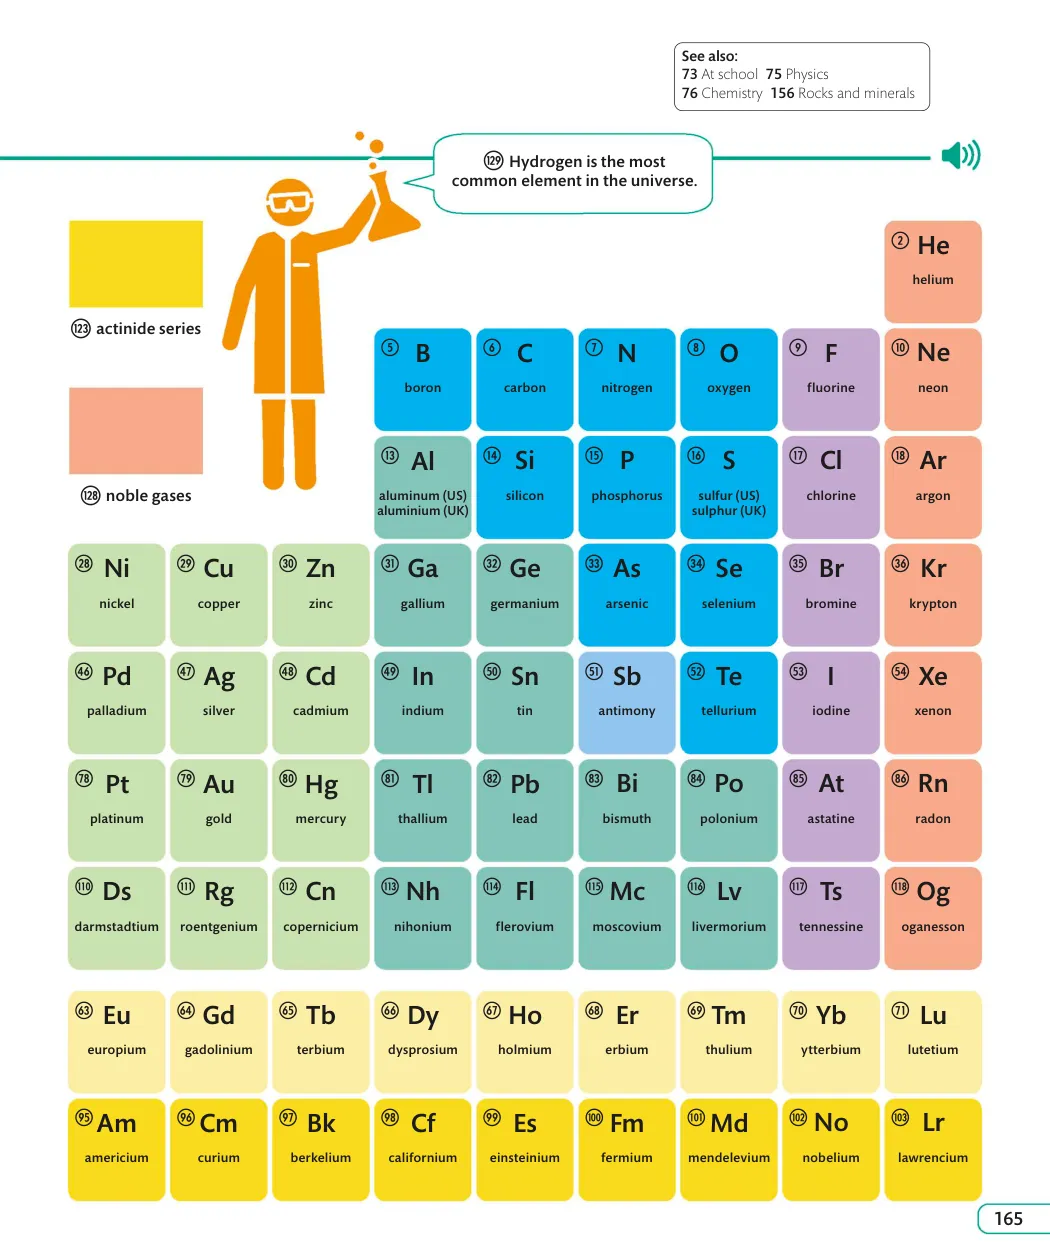 See also:
73 At school 75 Physics
76 Chemistry 156 Rocks and minerals
129 Hydrogen is the most
common element in the universe.
123 actinide series
128 noble gases
2 He
helium
5 B
boron
6 C
carbon
7 N
nitrogen
8 O
oxygen
9 F
fluorine
10 Ne
neon
13 Al
aluminum (US)
aluminium (UK)
14 Si
silicon
15 P
phosphorus
16 S
sulfur (US)
sulphur (UK)
17 Cl
chlorine
18 Ar
argon
28 Ni
nickel
29 Cu
copper
30 Zn
zinc
31 Ga
gallium
32 Ge
germanium
33 As
arsenic
34 Se
selenium
35 Br
bromine
36 Kr
krypton
46 Pd
palladium
47 Ag
silver
48 Cd
cadmium
49 In
indium
50 Sn
tin
51 Sb
antimony
52 Te
tellurium
53 I
iodine
54 Xe
xenon
78 Pt
platinum
79 Au
gold
80 Hg
mercury
81 Tl
thallium
82 Pb
lead
83 Bi
bismuth
84 Po
polonium
85 At
astatine
86 Rn
radon
110 Ds
darmstadtium
111 Rg
roentgenium
112 Cn
copernicium
113 Nh
nihonium
114 Fl
flerovium
115 Mc
moscovium
116 Lv
livermorium
117 Ts
tennessine
118 Og
oganesson
63 Eu
europium
64 Gd
gadolinium
65 Tb
terbium
66 Dy
dysprosium
67 Ho
holmium
68 Er
erbium
69 Tm
thulium
70 Yb
ytterbium
71 Lu
lutetium
95 Am
americium
96 Cm
curium
97 Bk
berkelium
98 Cf
californium
99 Es
einsteinium
100 Fm
fermium
101 Md
mendelevium
102 No
nobelium
103 Lr
lawrencium
165